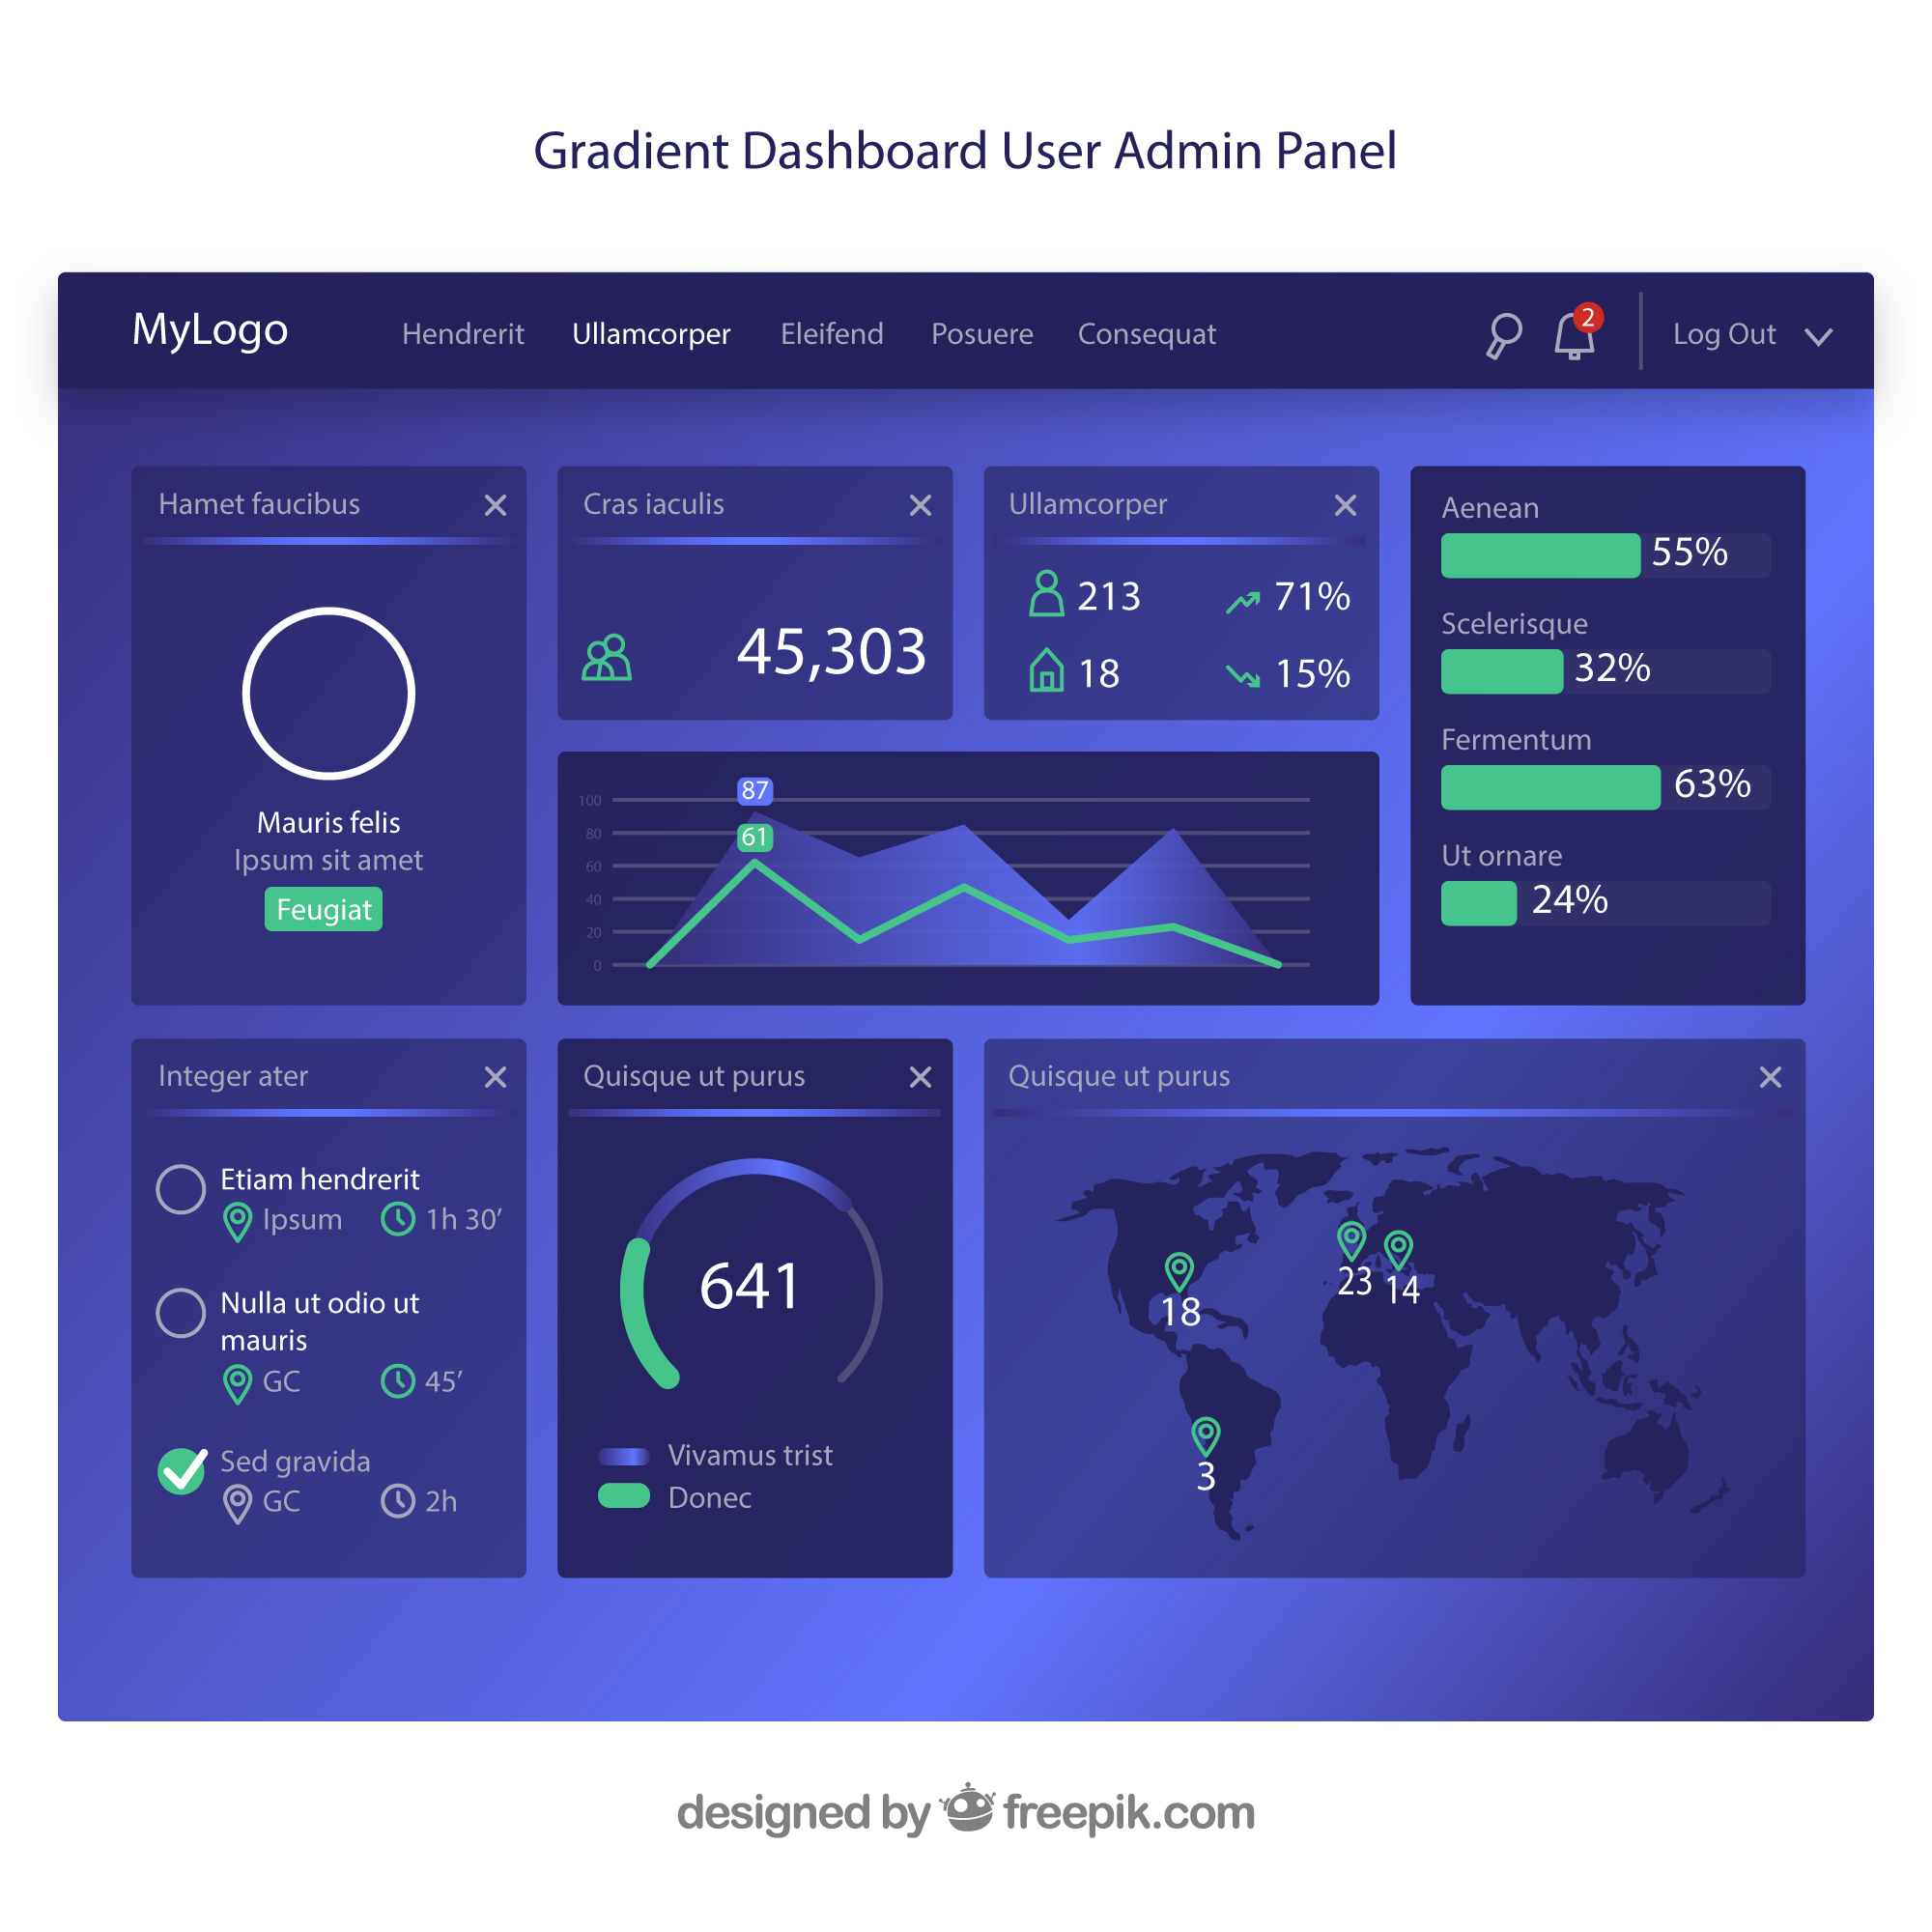 Gradient Dashboard User Admin Panel
MyLogo
Hendrerit
Ullamcorper
Eleifend
Posuere
Consequat
2
Log Out
Hamet faucibus
Mauris felis
Ipsum sit amet
Feugiat
Cras iaculis
45,303
Ullamcorper
213
71%
18
15%
87
61
100
80
60
40
20
0
Aenean
55%
Scelerisque
32%
Fermentum
63%
Ut ornare
24%
Integer ater
Etiam hendrerit
Ipsum
1h 30’
Nulla ut odio ut
mauris
GC
45’
Sed gravida
GC
2h
Quisque ut purus
641
Vivamus trist
Donec
Quisque ut purus
23
14
18
3
designed by freepik.com